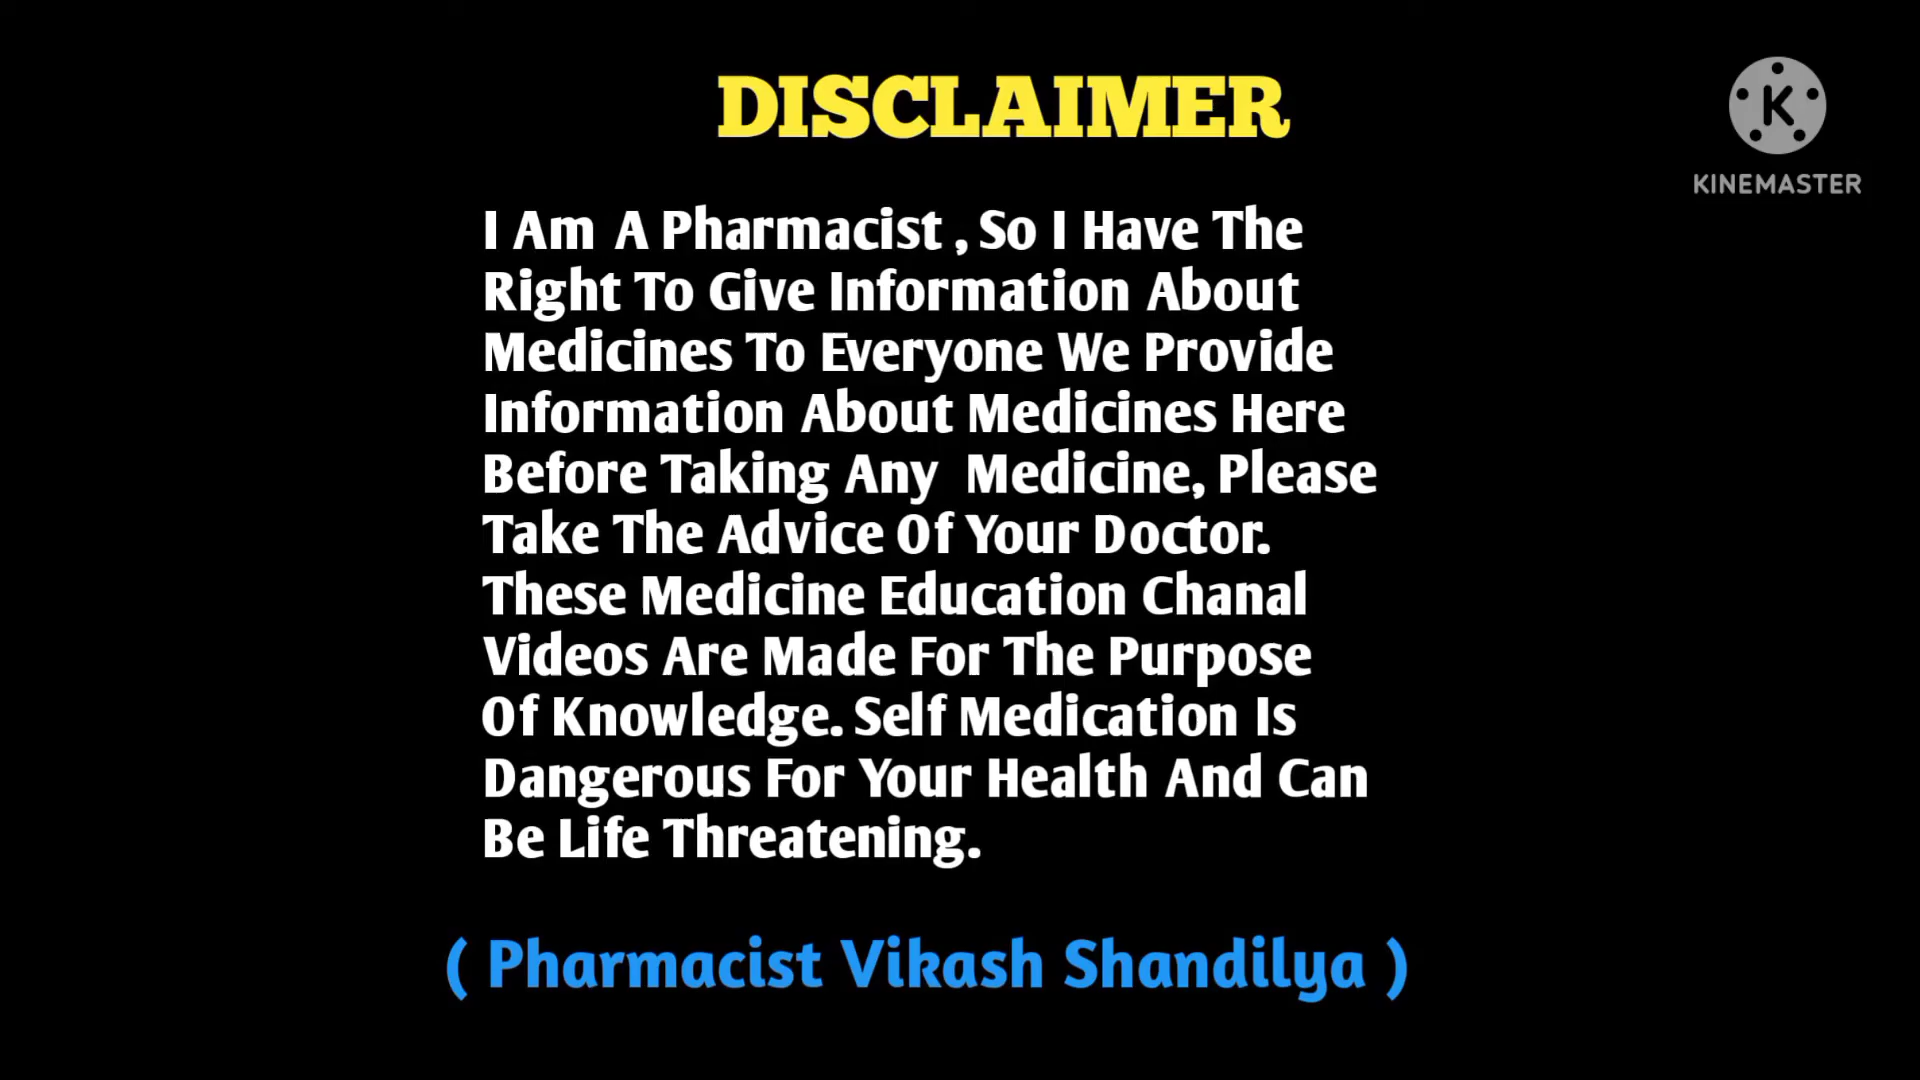 DISCLAIMER
K
KINEMASTER
I Am A Pharmacist , So I Have The
Right To Give Information About
Medicines To Everyone We Provide
Information About Medicines Here
Before Taking Any Medicine, Please
Take The Advice Of Your Doctor.
These Medicine Education Chanal
Videos Are Made For The Purpose
Of Knowledge. Self Medication Is
Dangerous For Your Health And Can
Be Life Threatening.
( Pharmacist Vikash Shandilya )